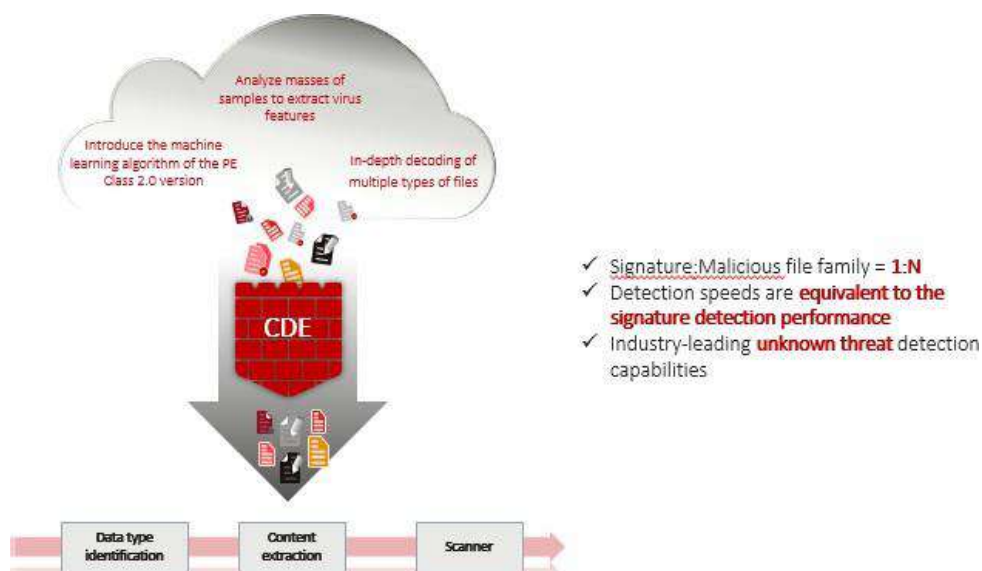 Analyze masses of
samples to extract virus
features
Introduce the machine
learning algorithm of the PE
Class 2.0 version
In-depth decoding of
multiple types of files
CDE
✓ Signature:Malicious file family = 1:N
✓ Detection speeds are equivalent to the
signature detection performance
✓ Industry-leading unknown threat detection
capabilities
Data type
identification
Content
extraction
Scanner